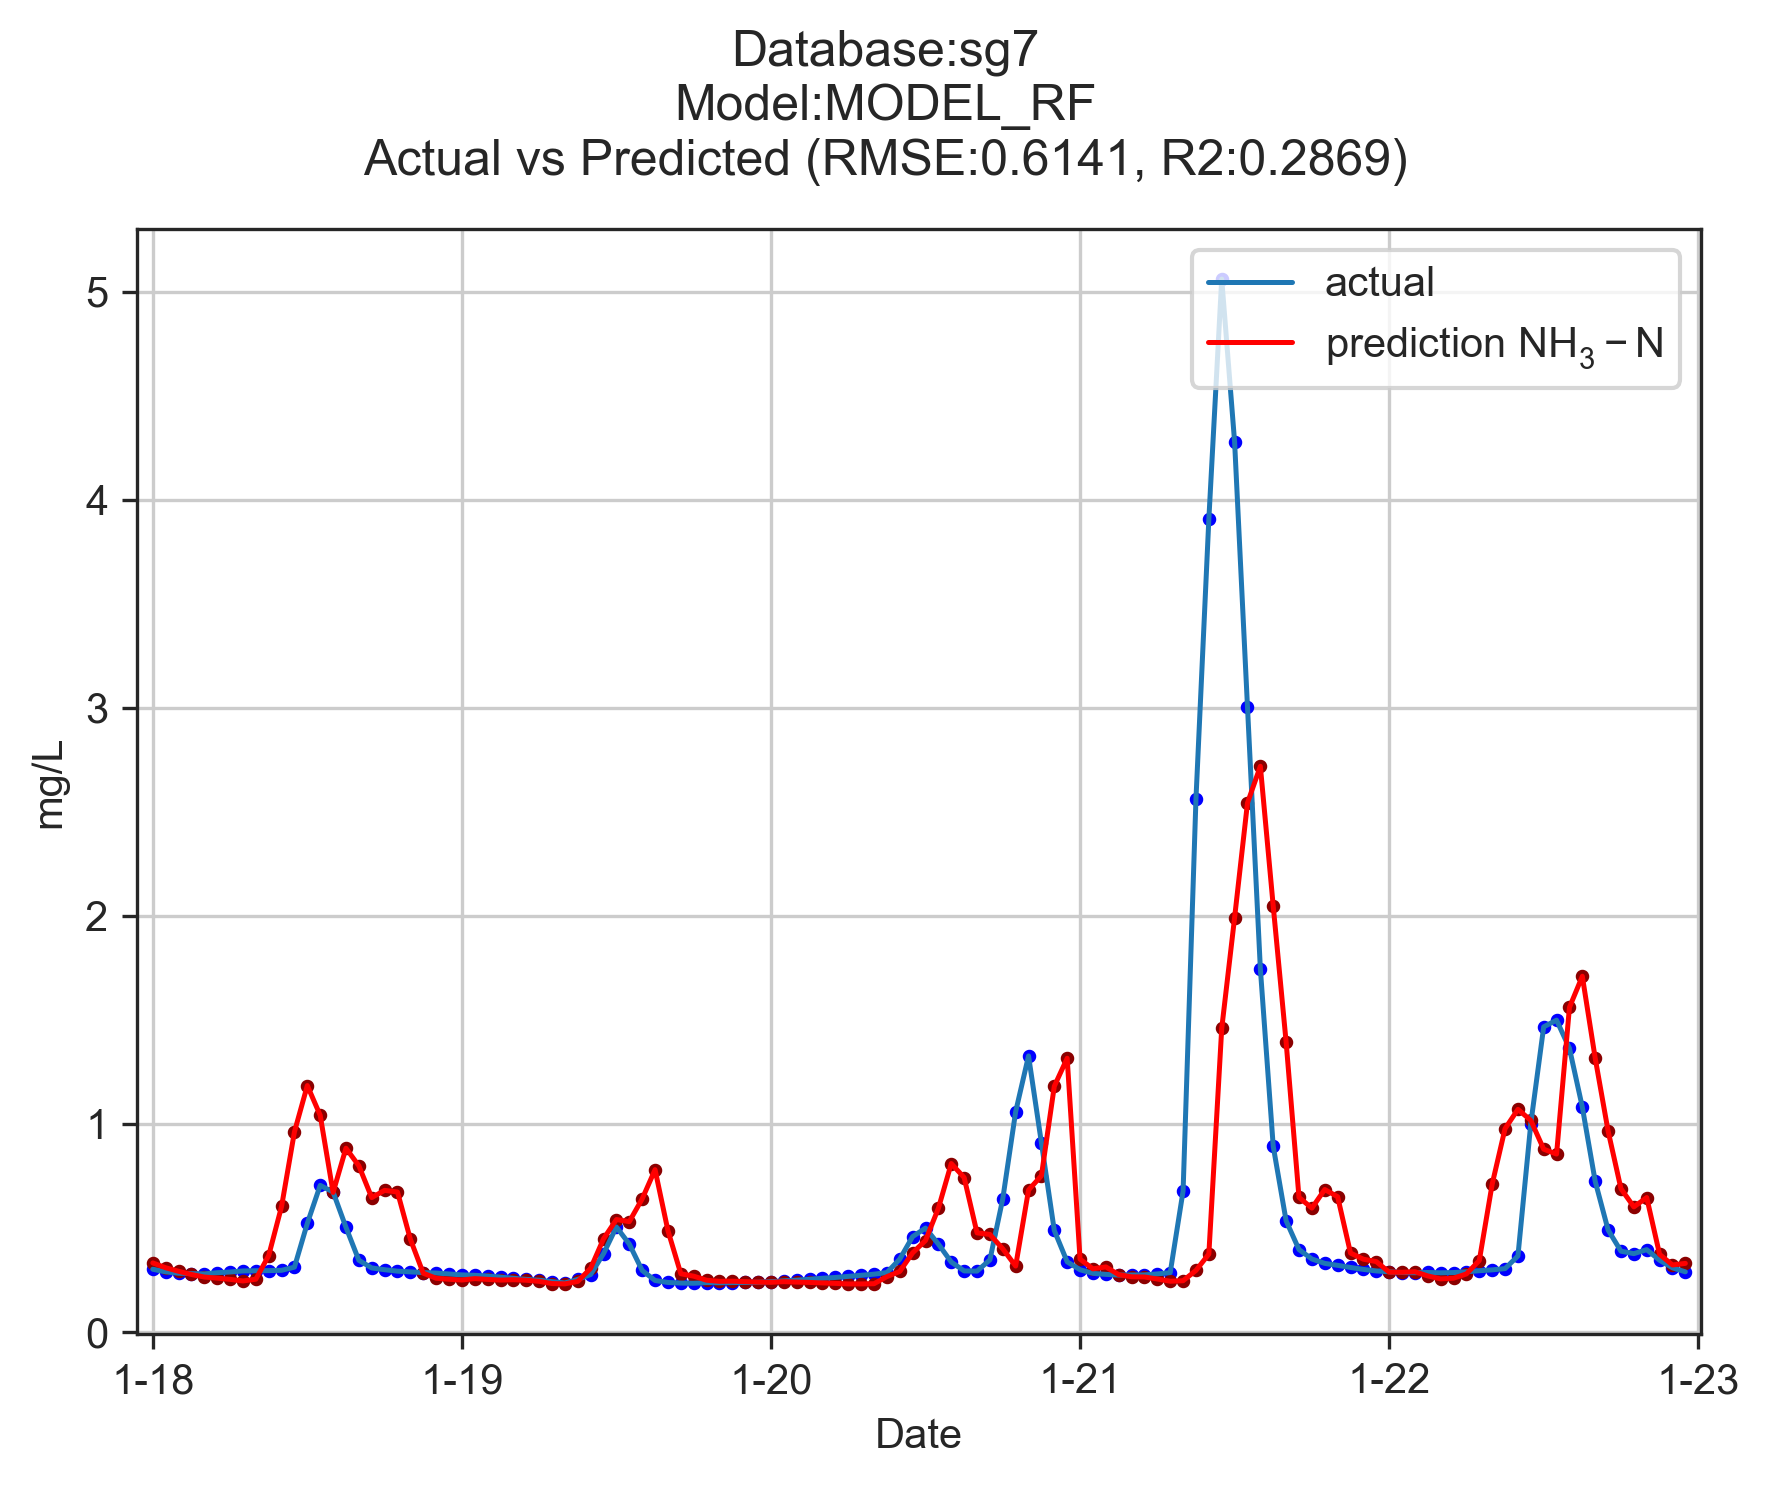 Database:sg7
Model:MODEL_RF
Actual vs Predicted (RMSE:0.6141, R2:0.2869)
actual
prediction NH₃ − N
5
4
3
2
1
0
mg/L
1-18 1-19 1-20 1-21 1-22 1-23
Date